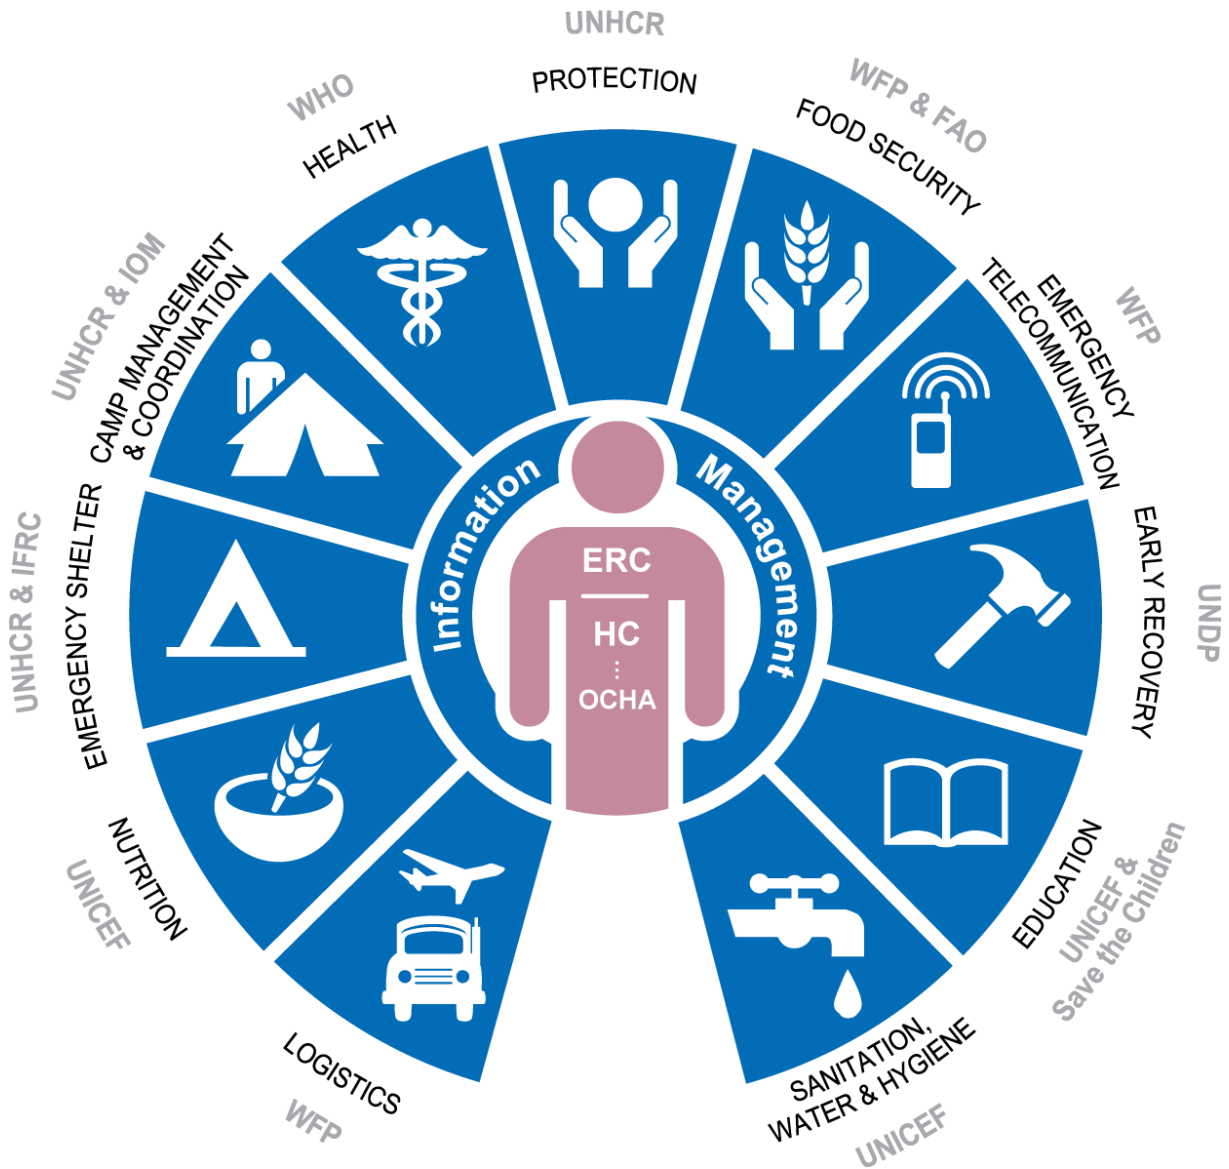 UNHCR
PROTECTION
WFP & FAO
FOOD SECURITY
WFP
EMERGENCY
TELECOMMUNICATION
UNDP
EARLY RECOVERY
UNICEF &
Save the Children
EDUCATION
SANITATION,
WATER & HYGIENE
UNICEF
LOGISTICS
WFP
NUTRITION
UNICEF
UNHCR & IFRC
EMERGENCY SHELTER
UNHCR & IOM
CAMP MANAGEMENT
& COORDINATION
WHO
HEALTH
Information Management
ERC
HC
OCHA